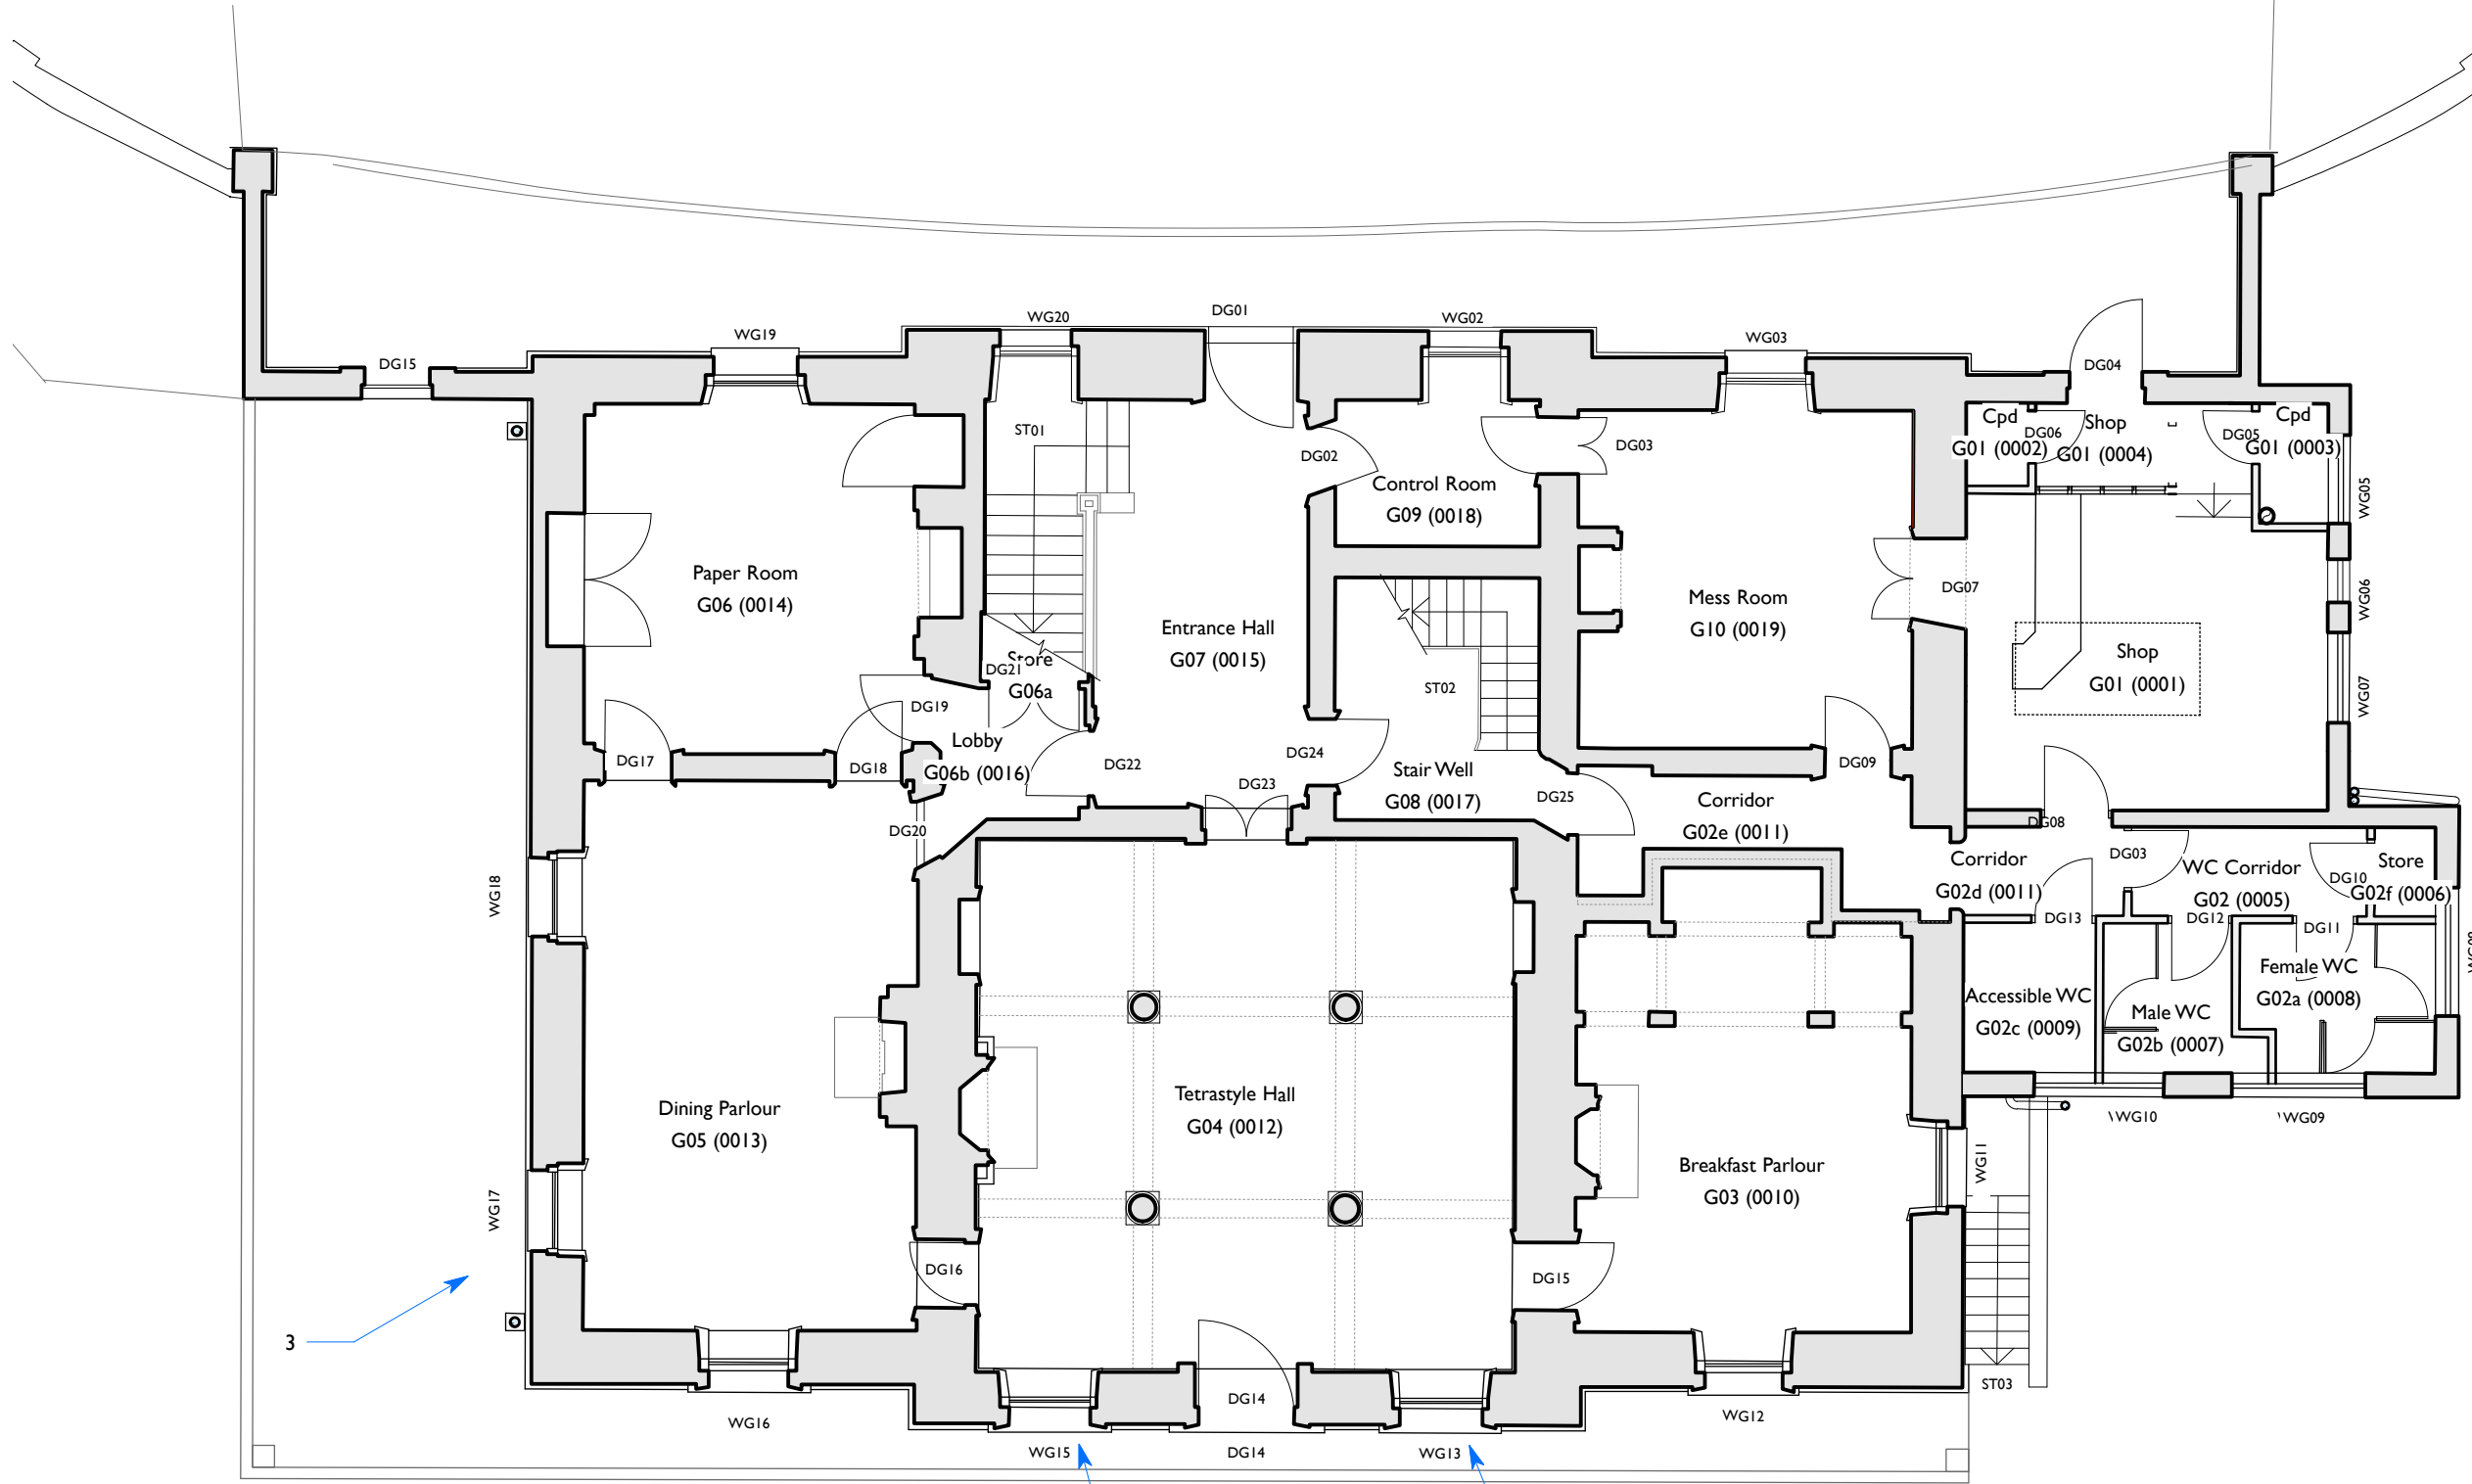 DG01
WG20
WG02
WG19
WG03
DG15
DG04
Cpd
G01 (0002)
DG06
Shop
G01 (0004)
DG05
Cpd
G01 (0003)
ST01
DG02
DG03
Control Room
G09 (0018)
WG05
Paper Room
G06 (0014)
Mess Room
G10 (0019)
DG07
WG06
Entrance Hall
G07 (0015)
Shop
G01 (0001)
Store
G06a
DG21
ST02
WG07
DG19
Lobby
G06b (0016)
DG17
DG18
DG22
DG24
DG23
Stair Well
G08 (0017)
DG25
DG09
Corridor
G02e (0011)
DG08
DG20
Corridor
G02d (0011)
DG03
WC Corridor
G02 (0005)
DG10
Store
G02f (0006)
WG18
DG13
DG12
DG11
Female WC
G02a (0008)
Accessible WC
G02c (0009)
Male WC
G02b (0007)
Dining Parlour
G05 (0013)
Tetrastyle Hall
G04 (0012)
WG10
WG09
Breakfast Parlour
G03 (0010)
WG11
WG17
DG16
DG15
3
ST03
DG14
WG16
WG12
WG15
DG14
WG13